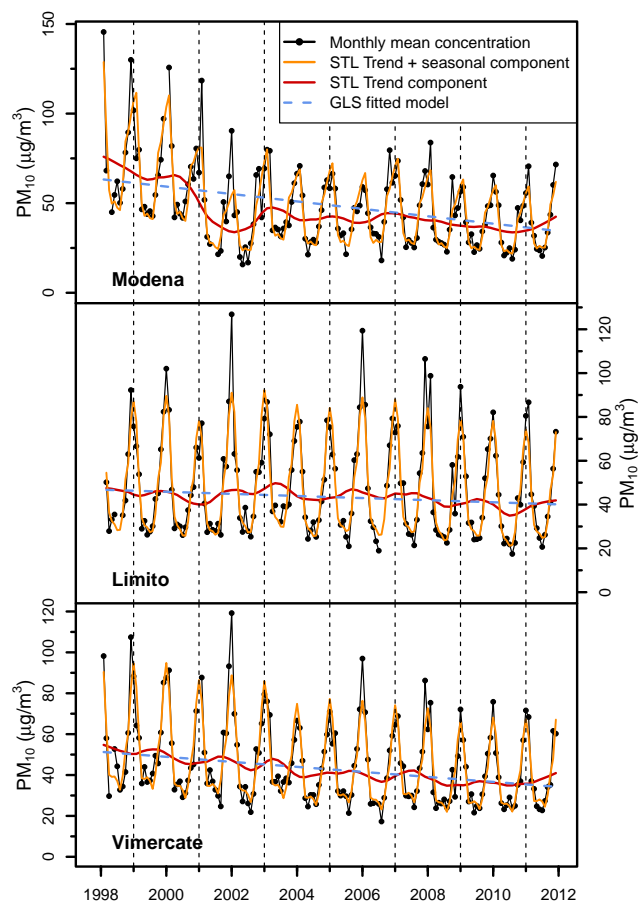 Monthly mean concentration
STL Trend + seasonal component
STL Trend component
GLS fitted model
PM10 (μg/m3)
0 50 100 150
Modena
PM10 (μg/m3)
0 20 40 60 80 100 120
Limito
PM10 (μg/m3)
0 20 40 60 80 100 120
Vimercate
1998 2000 2002 2004 2006 2008 2010 2012